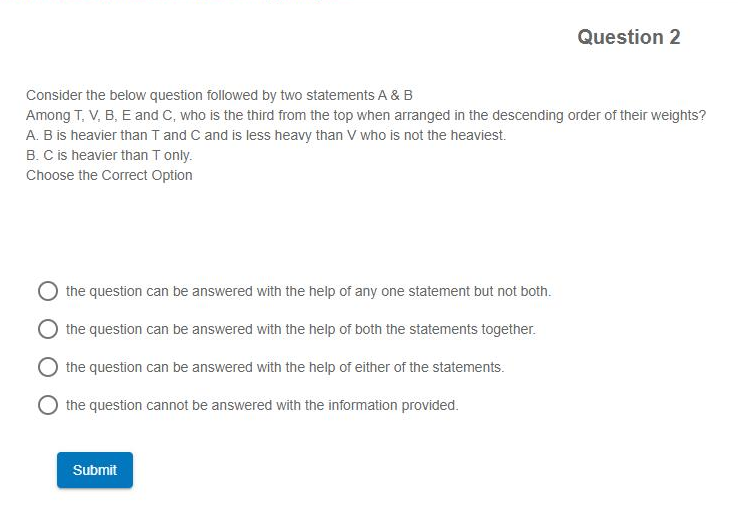 Question 2
Consider the below question followed by two statements A & B
Among T, V, B, E and C, who is the third from the top when arranged in the descending order of their weights?
A. B is heavier than T and C and is less heavy than V who is not the heaviest.
B. C is heavier than T only.
Choose the Correct Option
the question can be answered with the help of any one statement but not both.
the question can be answered with the help of both the statements together.
the question can be answered with the help of either of the statements.
the question cannot be answered with the information provided.
Submit